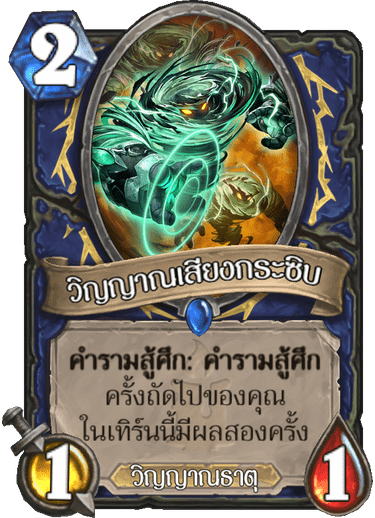 2
วิญญาณเสียงกระซิบ
คำรามสู้ศึก: คำรามสู้ศึก
ครั้งถัดไปของคุณ
ในเทิร์นนี้มีผลสองครั้ง
วิญญาณธาตุ
1
1